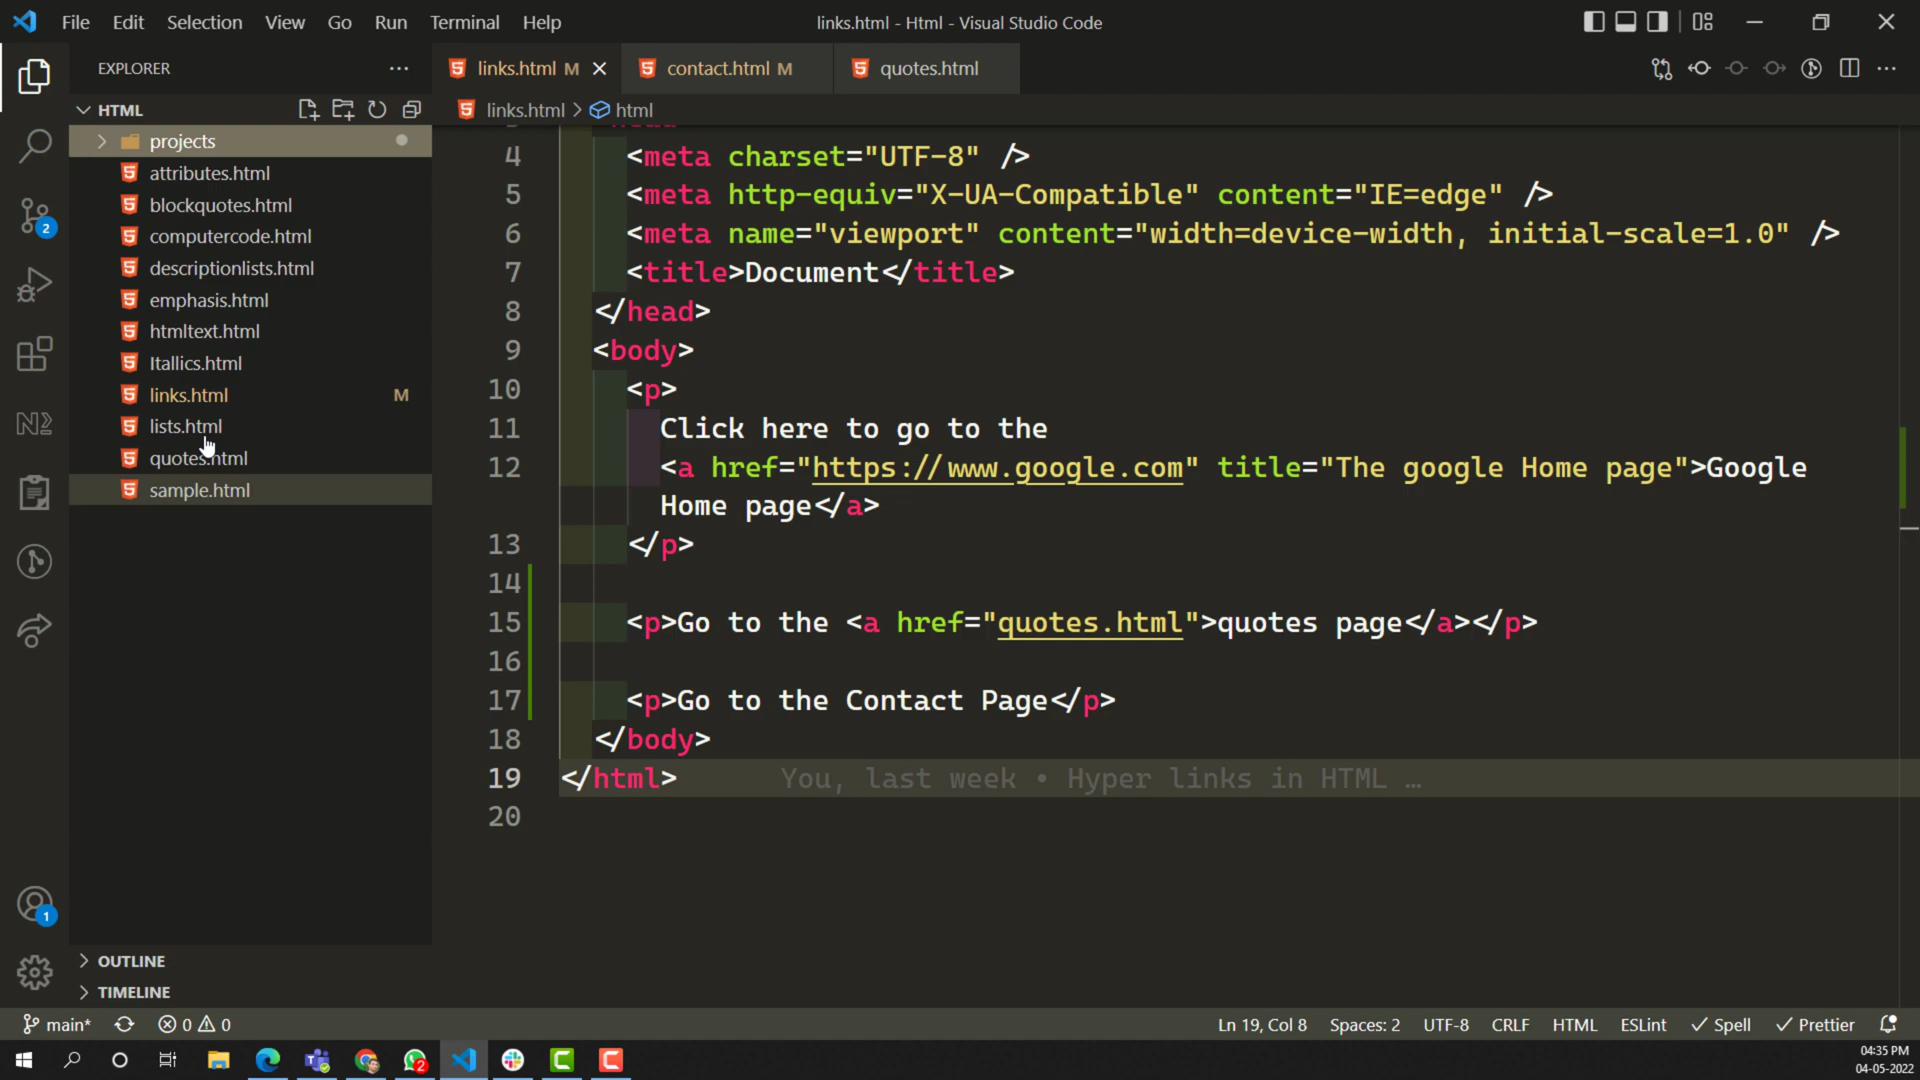 File Edit Selection View Go Run Terminal Help
links.html - Html - Visual Studio Code
EXPLORER
links.html M
contact.html M
quotes.html
HTML
links.html > html
projects
attributes.html
blockquotes.html
computercode.html
descriptionlists.html
emphasis.html
htmltext.html
Itallics.html
links.html M
lists.html
quotes.html
sample.html
4 <meta charset="UTF-8" />
5 <meta http-equiv="X-UA-Compatible" content="IE=edge" />
6 <meta name="viewport" content="width=device-width, initial-scale=1.0" />
7 <title>Document</title>
8 </head>
9 <body>
10 <p>
11 Click here to go to the
12 <a href="https://www.google.com" title="The google Home page">Google
Home page</a>
13 </p>
14
15 <p>Go to the <a href="quotes.html">quotes page</a></p>
16
17 <p>Go to the Contact Page</p>
18 </body>
19 </html> You, last week • Hyper links in HTML …
20
2
1
OUTLINE
TIMELINE
main* 0 0 Ln 19, Col 8 Spaces: 2 UTF-8 CRLF HTML ESLint Spell Prettier
2
04:35 PM
04-05-2022